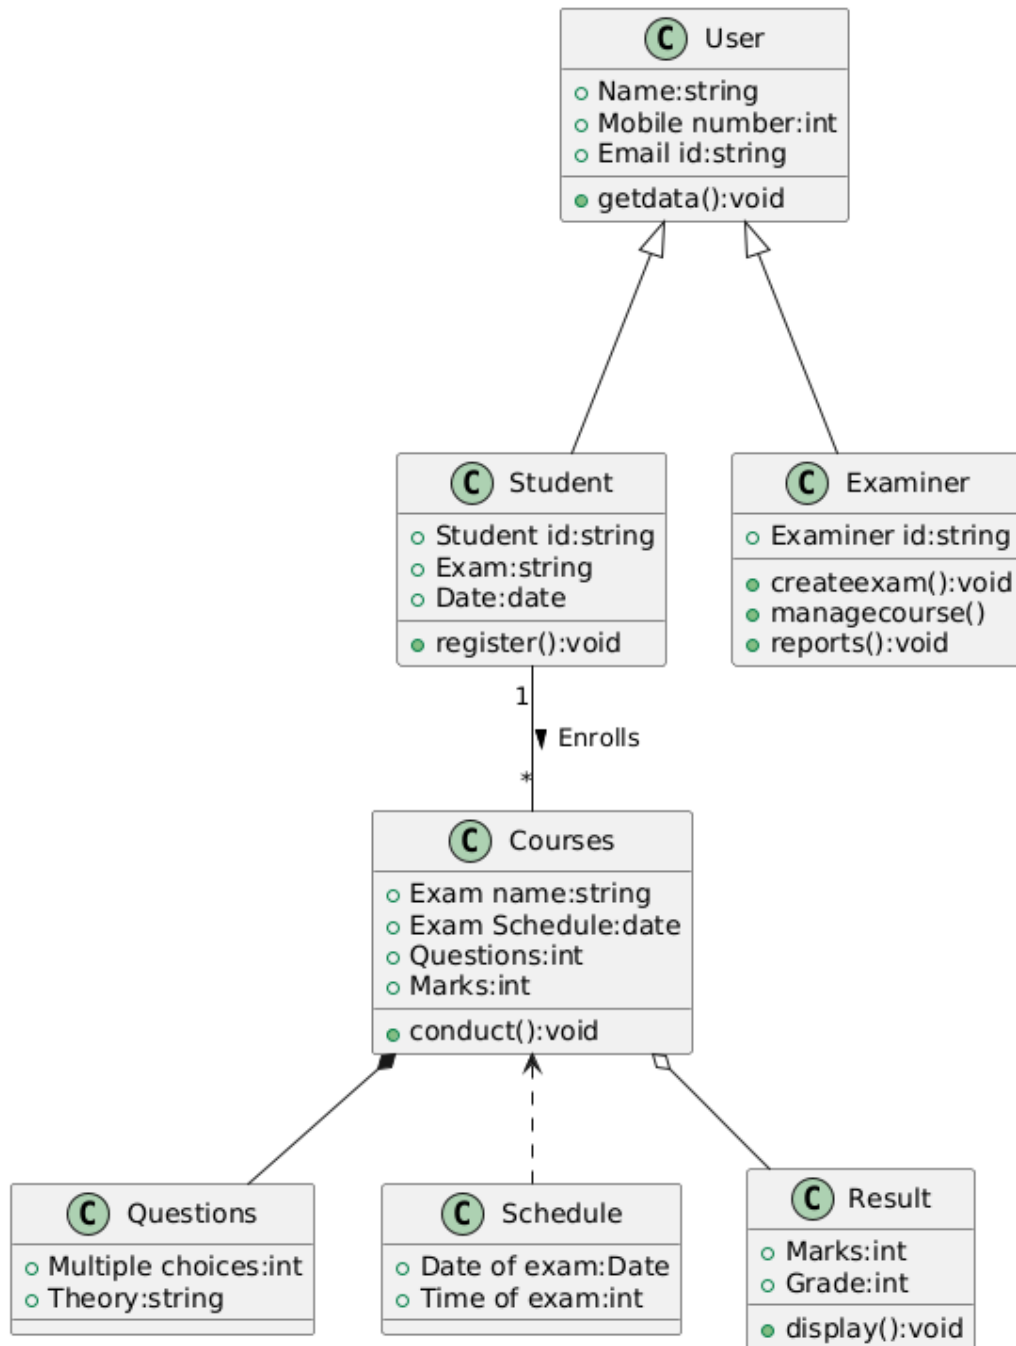 C User
Name:string
Mobile number:int
Email id:string
getdata():void
C Student
Student id:string
Exam:string
Date:date
register():void
C Examiner
Examiner id:string
createexam():void
managecourse()
reports():void
1
Enrolls
*
C Courses
Exam name:string
Exam Schedule:date
Questions:int
Marks:int
conduct():void
C Questions
Multiple choices:int
Theory:string
C Schedule
Date of exam:Date
Time of exam:int
C Result
Marks:int
Grade:int
display():void